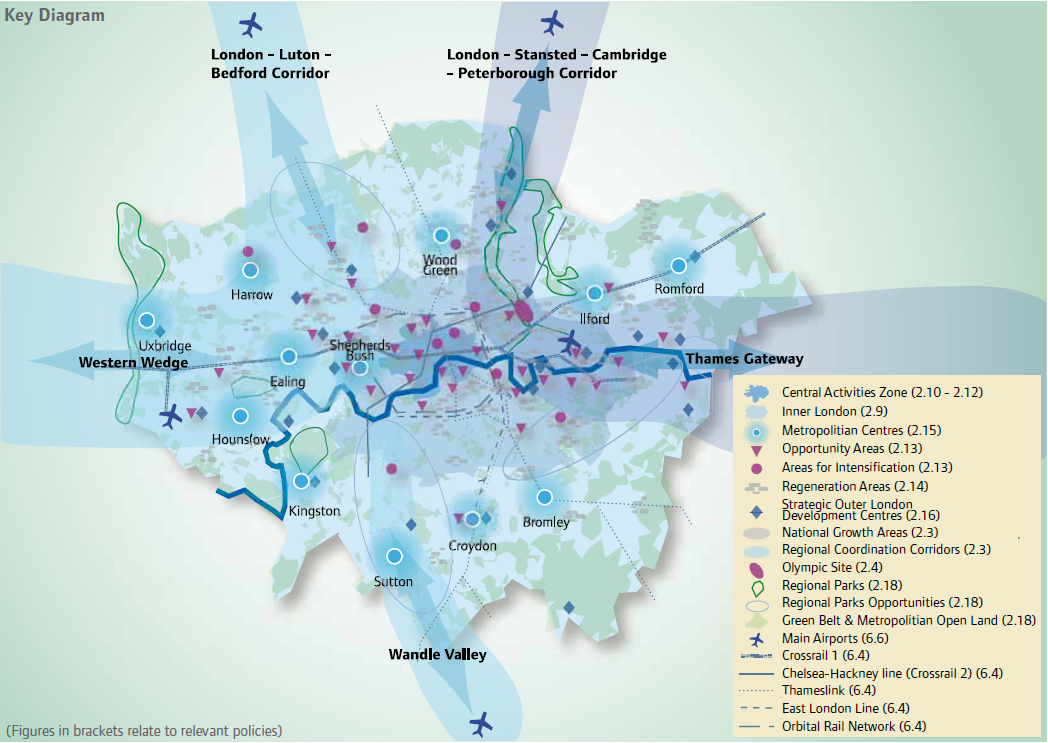 Key Diagram
London – Luton –
Bedford Corridor
London – Stansted – Cambridge
– Peterborough Corridor
Wood
Green
Harrow
Romford
Ilford
Uxbridge
Shepherds
Bush
Western Wedge
Thames Gateway
Ealing
Hounslow
Kingston
Bromley
Croydon
Sutton
Wandle Valley
Central Activities Zone (2.10 - 2.12)
Inner London (2.9)
Metropolitan Centres (2.15)
Opportunity Areas (2.13)
Areas for Intensification (2.13)
Regeneration Areas (2.14)
Strategic Outer London
Development Centres (2.16)
National Growth Areas (2.3)
Regional Coordination Corridors (2.3)
Olympic Site (2.4)
Regional Parks (2.18)
Regional Parks Opportunities (2.18)
Green Belt & Metropolitan Open Land (2.18)
Main Airports (6.6)
Crossrail 1 (6.4)
Chelsea-Hackney line (Crossrail 2) (6.4)
Thameslink (6.4)
East London Line (6.4)
Orbital Rail Network (6.4)
(Figures in brackets relate to relevant policies)